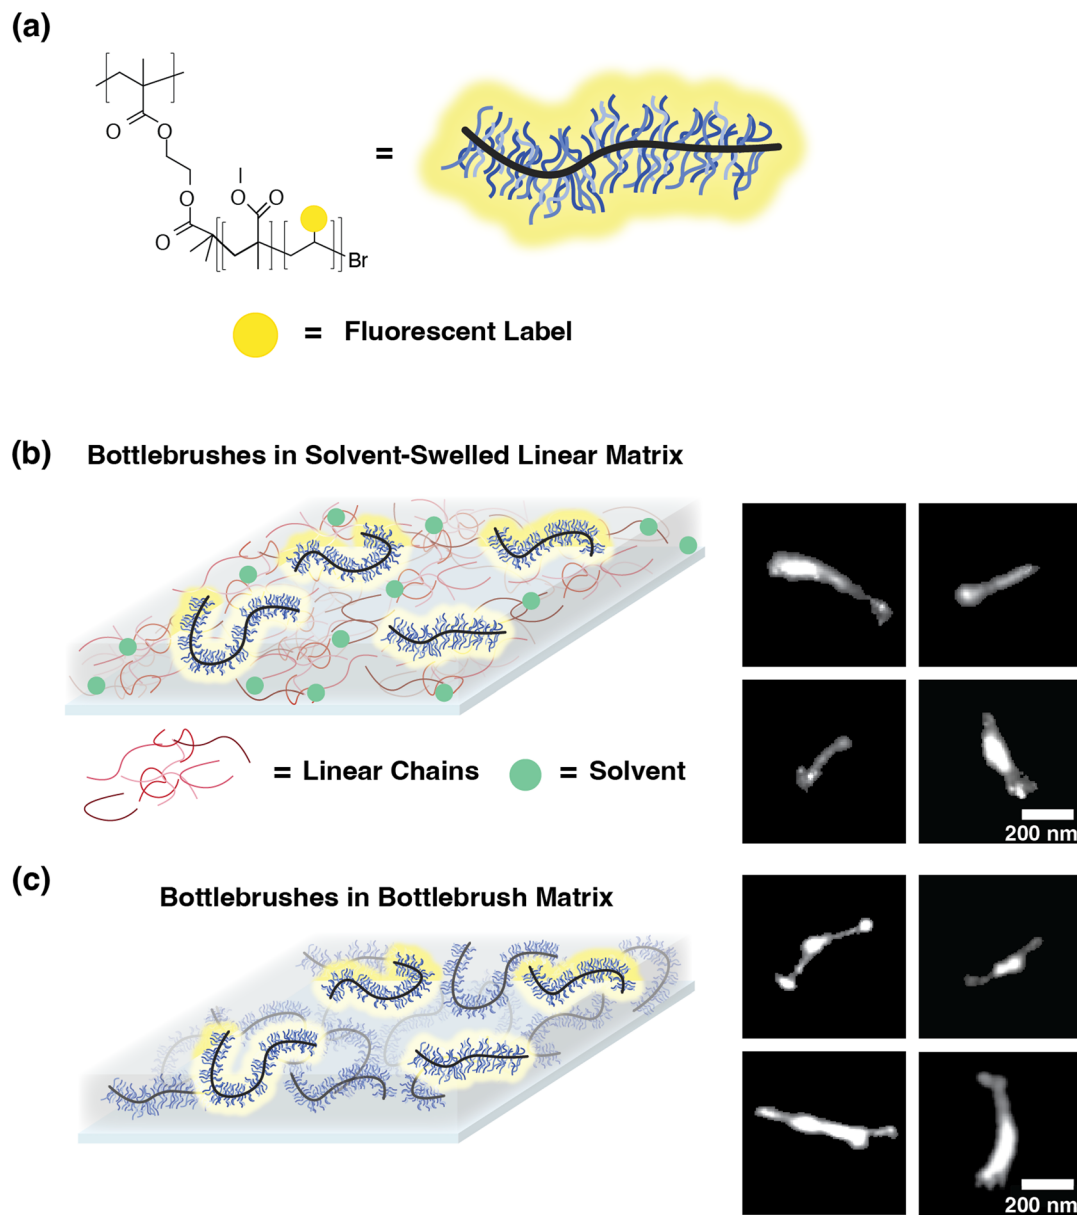 (a)
O
O
O
O
O
O
Br
=
= Fluorescent Label
(b)
Bottlebrushes in Solvent-Swelled Linear Matrix
= Linear Chains
= Solvent
200 nm
(c)
Bottlebrushes in Bottlebrush Matrix
200 nm